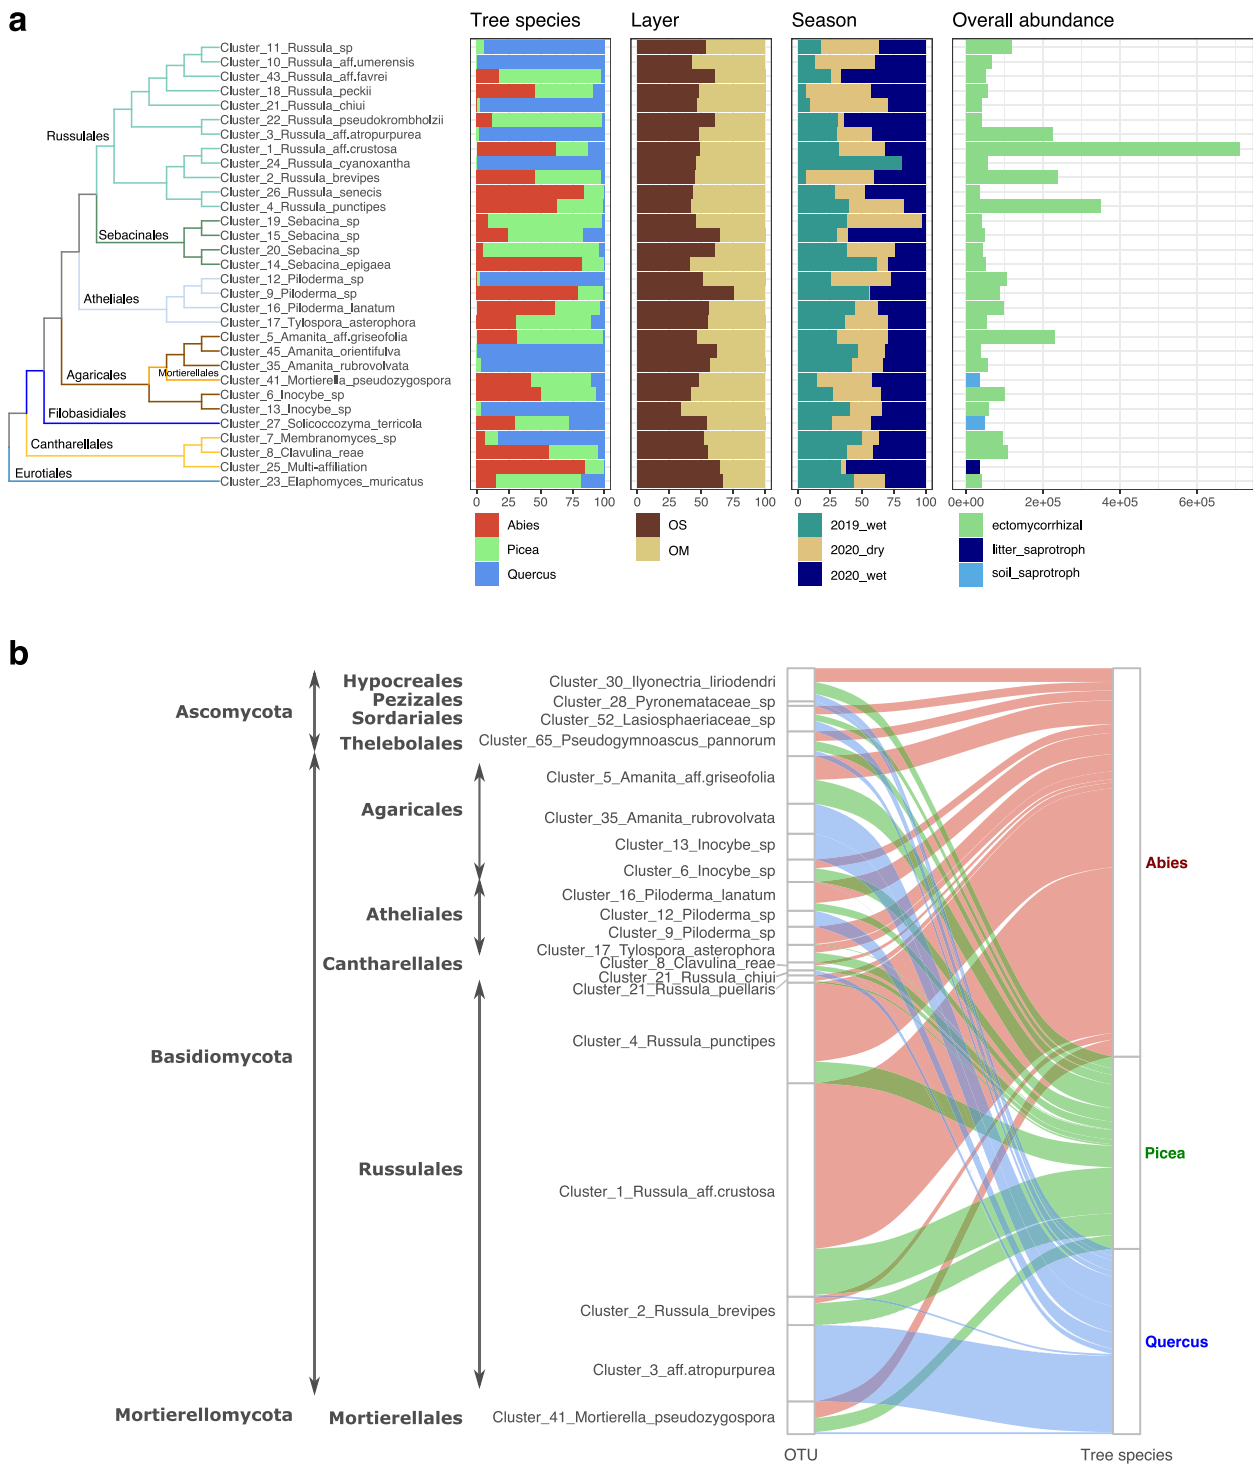 a
Tree species
Layer
Season
Overall abundance
Cluster_11_Russula_sp
Cluster_10_Russula_aff.umerensis
Cluster_43_Russula_aff.favrei
Cluster_18_Russula_peckii
Cluster_21_Russula_chiui
Cluster_22_Russula_pseudokrombholzii
Russulales
Cluster_3_Russula_aff.atropurpurea
Cluster_1_Russula_aff.crustosa
Cluster_24_Russula_cyanoxantha
Cluster_2_Russula_brevipes
Cluster_26_Russula_senecis
Cluster_4_Russula_punctipes
Cluster_19_Sebacina_sp
Sebacinales
Cluster_15_Sebacina_sp
Cluster_20_Sebacina_sp
Cluster_14_Sebacina_epigaea
Cluster_12_Piloderma_sp
Cluster_9_Piloderma_sp
Atheliales
Cluster_16_Piloderma_lanatum
Cluster_17_Tylospora_asterophora
Cluster_5_Amanita_aff.griseofolia
Cluster_45_Amanita_orientifulva
Cluster_35_Amanita_rubrovolvata
Agaricales
Mortierellales
Cluster_41_Mortierella_pseudozygospora
Cluster_6_Inocybe_sp
Cluster_13_Inocybe_sp
Filobasidiales
Cluster_27_Solicoccozyma_terricola
Cluster_7_Membranomyces_sp
Cantharellales
Cluster_8_Clavulina_reae
Cluster_25_Multi-affiliation
Eurotiales
Cluster_23_Elaphomyces_muricatus
0 25 50 75 100
0 25 50 75 100
0 25 50 75 100
0e+00 2e+05 4e+05 6e+05
Abies
Picea
Quercus
OS
OM
2019_wet
2020_dry
2020_wet
ectomycorrhizal
litter_saprotroph
soil_saprotroph
b
Ascomycota
Hypocreales
Pezizales
Sordariales
Thelebolales
Cluster_30_Ilyonectria_liriodendri
Cluster_28_Pyronemataceae_sp
Cluster_52_Lasiosphaeriaceae_sp
Cluster_65_Pseudogymnoascus_pannorum
Cluster_5_Amanita_aff.griseofolia
Agaricales
Cluster_35_Amanita_rubrovolvata
Cluster_13_Inocybe_sp
Cluster_6_Inocybe_sp
Cluster_16_Piloderma_lanatum
Atheliales
Cluster_12_Piloderma_sp
Cluster_9_Piloderma_sp
Cluster_17_Tylospora_asterophora
Cantharellales
Cluster_8_Clavulina_reae
Cluster_21_Russula_chiui
Cluster_21_Russula_puellaris
Cluster_4_Russula_punctipes
Basidiomycota
Russulales
Cluster_1_Russula_aff.crustosa
Cluster_2_Russula_brevipes
Cluster_3_aff.atropurpurea
Mortierellomycota
Mortierellales
Cluster_41_Mortierella_pseudozygospora
Abies
Picea
Quercus
OTU
Tree species